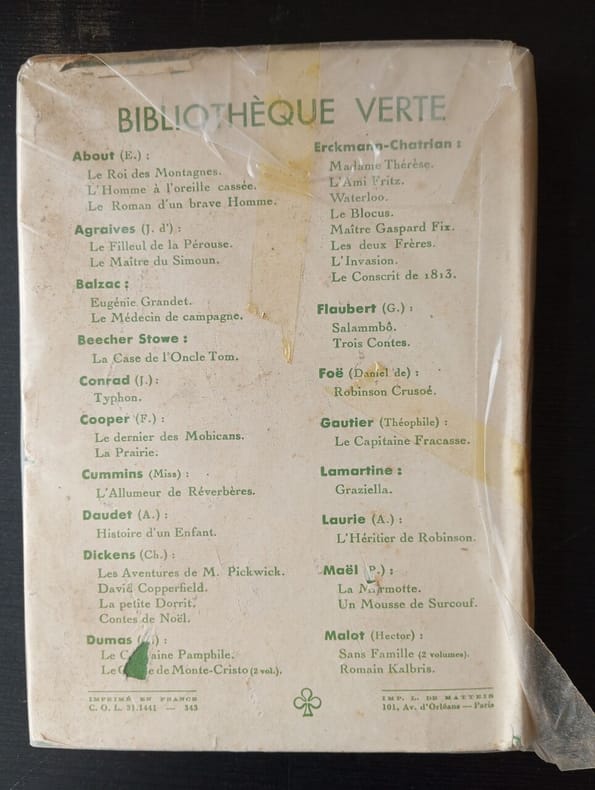 BIBLIOTHÈQUE VERTE
About (E.) :
Le Roi des Montagnes.
L'Homme à l'oreille cassée.
Le Roman d'un brave Homme.
Agraives (J. d') :
Le Filleul de la Pérouse.
Le Maître du Simoun.
Balzac :
Eugénie Grandet.
Le Médecin de campagne.
Beecher Stowe :
La Case de l'Oncle Tom.
Conrad (J.) :
Typhon.
Cooper (F.) :
Le dernier des Mohicans.
La Prairie.
Cummins (Miss) :
L'Allumeur de Réverbères.
Daudet (A.) :
Histoire d'un Enfant.
Dickens (Ch.) :
Les Aventures de M. Pickwick.
David Copperfield.
La petite Dorrit.
Contes de Noël.
Dumas
Le Pamphile.
Le de Monte-Cristo (2 vol.).
Erckmann-Chatrian :
Madame Thérèse.
L'Ami Fritz.
Waterloo.
Le Blocus.
Maître Gaspard Fix.
Les deux Frères.
L'Invasion.
Le Conscrit de 1813.
Flaubert (G.) :
Salammbô.
Trois Contes.
Foë (Daniel de) :
Robinson Crusoé.
Gautier (Théophile) :
Le Capitaine Fracasse.
Lamartine :
Graziella.
Laurie (A.) :
L'Héritier de Robinson.
Maël :
La
Un Mousse de Surcouf.
Malot (Hector) :
Sans Famille (2 volumes).
Romain Kalbris.
IMPRIMÉ EN FRANCE
C. O. L. 31.1441 — 343
IMP. L. DE MATTEIS
101, Av. d'Orléans — Paris